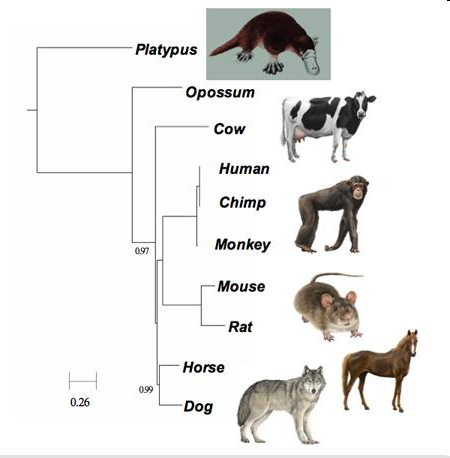 Platypus
Opossum
Cow
Human
Chimp
Monkey
0.97
Mouse
Rat
Horse
0.99
Dog
0.26